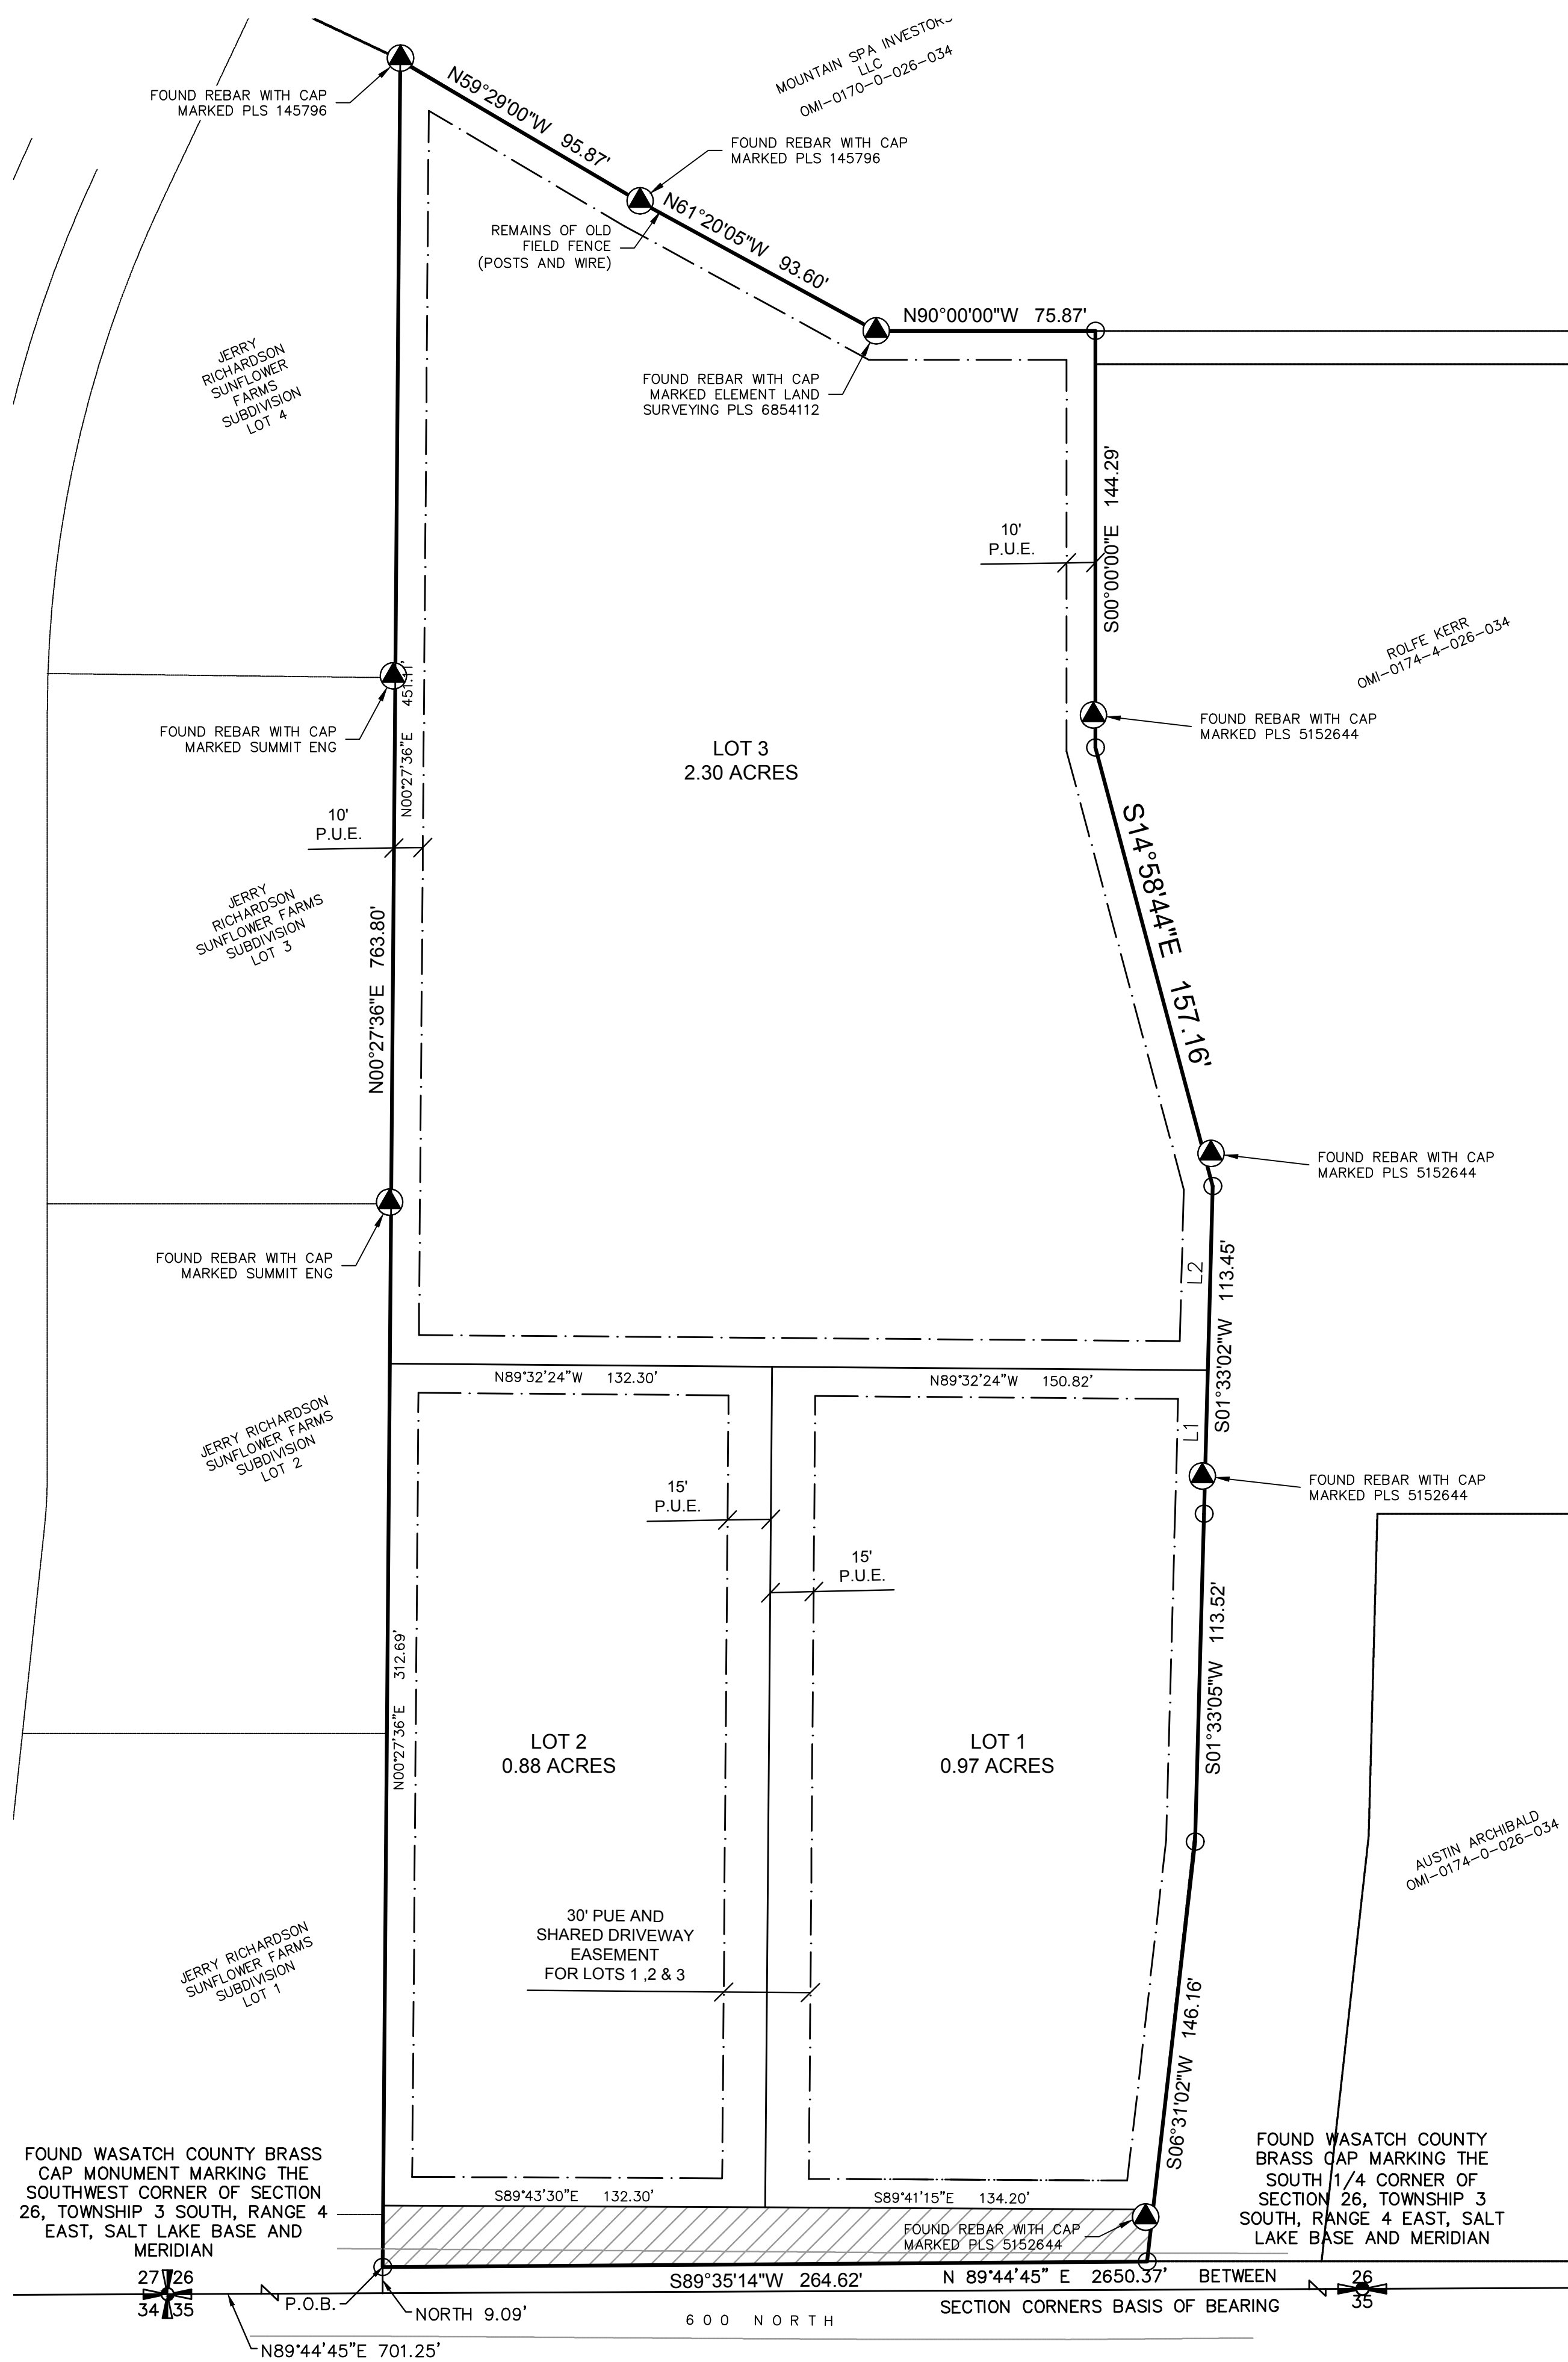 MOUNTAIN SPA INVESTORS
LLC
OMI-0170-0-026-034
FOUND REBAR WITH CAP
MARKED PLS 145796
N59°29'00"W 95.87'
FOUND REBAR WITH CAP
MARKED PLS 145796
N61°20'05"W 93.60'
REMAINS OF OLD
FIELD FENCE
(POSTS AND WIRE)
N90°00'00"W 75.87'
JERRY
RICHARDSON
SUNFLOWER
FARMS
SUBDIVISION
LOT 4
FOUND REBAR WITH CAP
MARKED ELEMENT LAND
SURVEYING PLS 6854112
S00°00'00"E 144.29'
10'
P.U.E.
ROLFE KERR
OMI-0174-4-026-034
N00°27'36"E 451.11'
FOUND REBAR WITH CAP
MARKED SUMMIT ENG
FOUND REBAR WITH CAP
MARKED PLS 5152644
LOT 3
2.30 ACRES
10'
P.U.E.
S14°58'44"E 157.16'
JERRY
RICHARDSON
SUNFLOWER FARMS
SUBDIVISION
LOT 3
N00°27'36"E 763.80'
FOUND REBAR WITH CAP
MARKED PLS 5152644
FOUND REBAR WITH CAP
MARKED SUMMIT ENG
L2
S01°33'02"W 113.45'
N89°32'24"W 132.30'
N89°32'24"W 150.82'
JERRY RICHARDSON
SUNFLOWER FARMS
SUBDIVISION
LOT 2
L1
15'
P.U.E.
FOUND REBAR WITH CAP
MARKED PLS 5152644
15'
P.U.E.
S01°33'05"W 113.52'
N00°27'36"E 312.69'
LOT 2
0.88 ACRES
LOT 1
0.97 ACRES
AUSTIN ARCHIBALD
OMI-0174-0-026-034
30' PUE AND
SHARED DRIVEWAY
EASEMENT
FOR LOTS 1 ,2 & 3
JERRY RICHARDSON
SUNFLOWER FARMS
SUBDIVISION
LOT 1
S06°31'02"W 146.16'
FOUND WASATCH COUNTY BRASS
CAP MONUMENT MARKING THE
SOUTHWEST CORNER OF SECTION
26, TOWNSHIP 3 SOUTH, RANGE 4
EAST, SALT LAKE BASE AND
MERIDIAN
FOUND WASATCH COUNTY
BRASS CAP MARKING THE
SOUTH 1/4 CORNER OF
SECTION 26, TOWNSHIP 3
SOUTH, RANGE 4 EAST, SALT
LAKE BASE AND MERIDIAN
S89°43'30"E 132.30'
S89°41'15"E 134.20'
FOUND REBAR WITH CAP
MARKED PLS 5152644
27 26
34 35
P.O.B.
NORTH 9.09'
S89°35'14"W 264.62'
N 89°44'45" E 2650.37' BETWEEN
SECTION CORNERS BASIS OF BEARING
26
35
600 NORTH
N89°44'45"E 701.25'